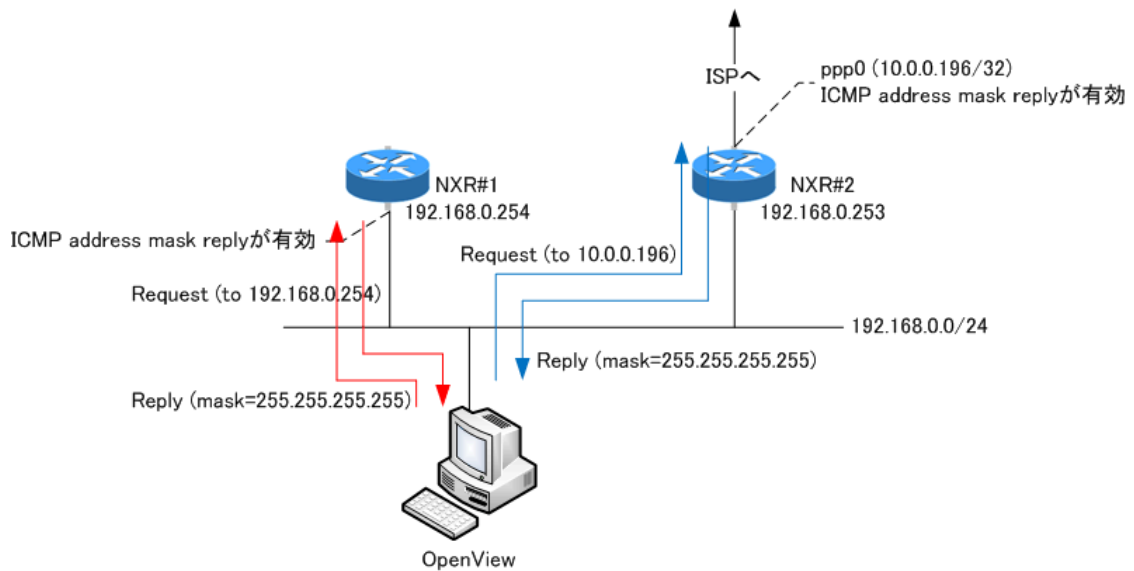 ISPへ
ppp0 (10.0.0.196/32)
ICMP address mask replyが有効
NXR#1
192.168.0.254
NXR#2
192.168.0.253
ICMP address mask replyが有効
Request (to 10.0.0.196)
Request (to 192.168.0.254)
192.168.0.0/24
Reply (mask=255.255.255.255)
Reply (mask=255.255.255.255)
OpenView